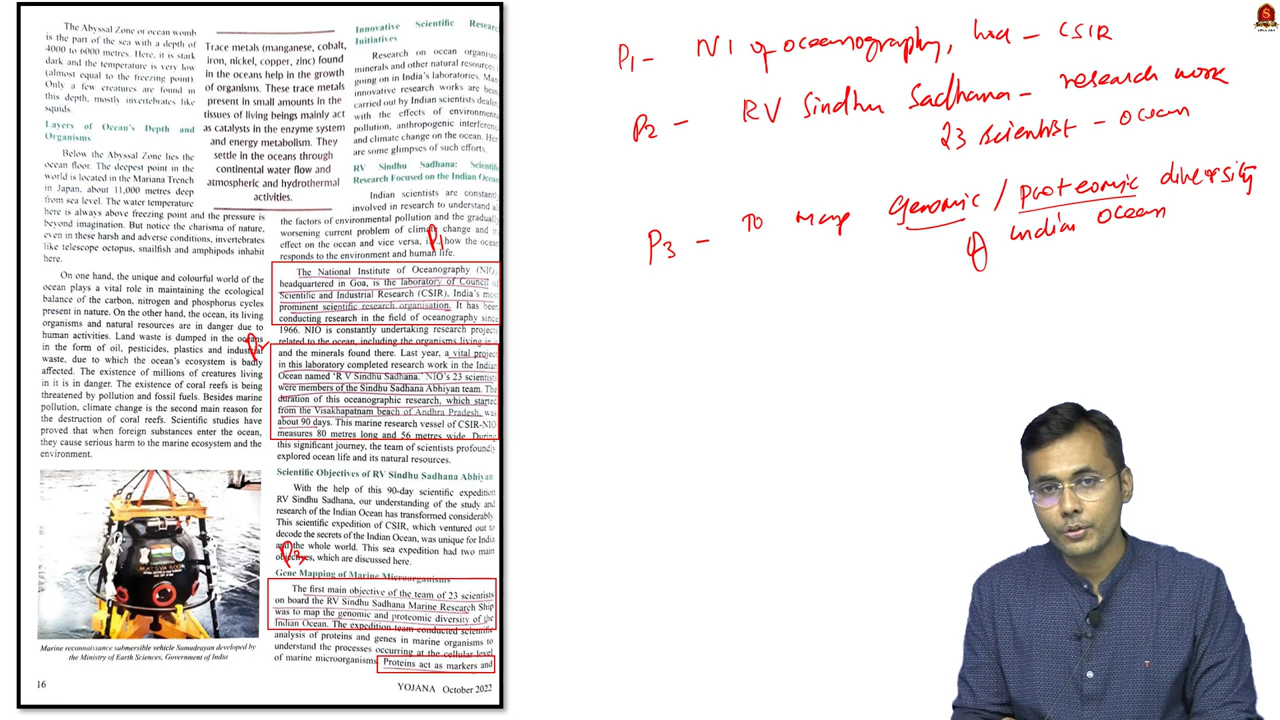 The Abyssal Zone or ocean womb
is the part of the sea with a depth of
4000 to 6000 metres. Here, it is stark
dark and the temperature is very low
(almost equal to the freezing point).
Only a few creatures are found in
this depth, mostly invertebrates like
squids.
Layers of Ocean's Depth and
Organisms
Below the Abyssal Zone lies the
ocean floor. The deepest point in the
world is located in the Mariana Trench
in Japan, about 11,000 metres deep
from sea level. The water temperature
here is always above freezing point and the pressure is
beyond imagination. But notice the charisma of nature,
even in these harsh and adverse conditions, invertebrates
like telescope octopus, snailfish and amphipods inhabit
here.
On one hand, the unique and colourful world of the
ocean plays a vital role in maintaining the ecological
balance of the carbon, nitrogen and phosphorus cycles
present in nature. On the other hand, the ocean, its living
organisms and natural resources are in danger due to
human activities. Land waste is dumped in the oceans
in the form of oil, pesticides, plastics and industrial
waste, due to which the ocean's ecosystem is badly
affected. The existence of millions of creatures living
in it is in danger. The existence of coral reefs is being
threatened by pollution and fossil fuels. Besides marine
pollution, climate change is the second main reason for
the destruction of coral reefs. Scientific studies have
proved that when foreign substances enter the ocean,
they cause serious harm to the marine ecosystem and the
environment.
MATSYA 6000
Marine reconnaissance submersible vehicle Samudrayan developed by
the Ministry of Earth Sciences, Government of India
16
Trace metals (manganese, cobalt,
iron, nickel, copper, zinc) found
in the oceans help in the growth
of organisms. These trace metals
present in small amounts in the
tissues of living beings mainly act
as catalysts in the enzyme system
and energy metabolism. They
settle in the oceans through
continental water flow and
atmospheric and hydrothermal
activities.
Innovative Scientific Resear
Initiatives
Research on ocean organism
minerals and other natural resources
going on in India's laboratories. Man
innovative research works are bein
carried out by Indian scientists dealin
with the effects of environment
pollution, anthropogenic interferenc
and climate change on the ocean. Her
are some glimpses of such efforts.
RV Sindhu Sadhana: Scientifi
Research Focused on the Indian Ocea
Indian scientists are constantl
involved in research to understand al
the factors of environmental pollution and the gradually
worsening current problem of climate change and it
effect on the ocean and vice versa, i.e., how the ocea
responds to the environment and human life.
P1
The National Institute of Oceanography (NIO),
headquartered in Goa, is the laboratory of Council of
Scientific and Industrial Research (CSIR), India's mos
prominent scientific research organisation. It has been
conducting research in the field of oceanography since
1966. NIO is constantly undertaking research project
related to the ocean, including the organisms living in it
P2
and the minerals found there. Last year, a vital projec
in this laboratory completed research work in the India
Ocean named 'R V Sindhu Sadhana.' NIO's 23 scientist
were members of the Sindhu Sadhana Abhiyan team. The
duration of this oceanographic research, which started
from the Visakhapatnam beach of Andhra Pradesh, was
about 90 days. This marine research vessel of CSIR-NIO
measures 80 metres long and 56 metres wide. During
this significant journey, the team of scientists profoundly
explored ocean life and its natural resources.
Scientific Objectives of RV Sindhu Sadhana Abhiyan
With the help of this 90-day scientific expedition
RV Sindhu Sadhana, our understanding of the study and
research of the Indian Ocean has transformed considerably.
This scientific expedition of CSIR, which ventured out to
decode the secrets of the Indian Ocean, was unique for India
and the whole world. This sea expedition had two main
objectives, which are discussed here.
P3
Gene Mapping of Marine Microorganisms
The first main objective of the team of 23 scientists
on board the RV Sindhu Sadhana Marine Research Ship
was to map the genomic and proteomic diversity of the
Indian Ocean. The expedition team conducted scientific
analysis of proteins and genes in marine organisms to
understand the processes occurring at the cellular level
of marine microorganisms. Proteins act as markers and
YOJANA October 2022
P1 - NI of oceanography, - CSIR
P2 - RV Sindhu Sadhana - research work
23 scientist - ocean
P3 - To map Genomic / proteomic diversity
of Indian Ocean